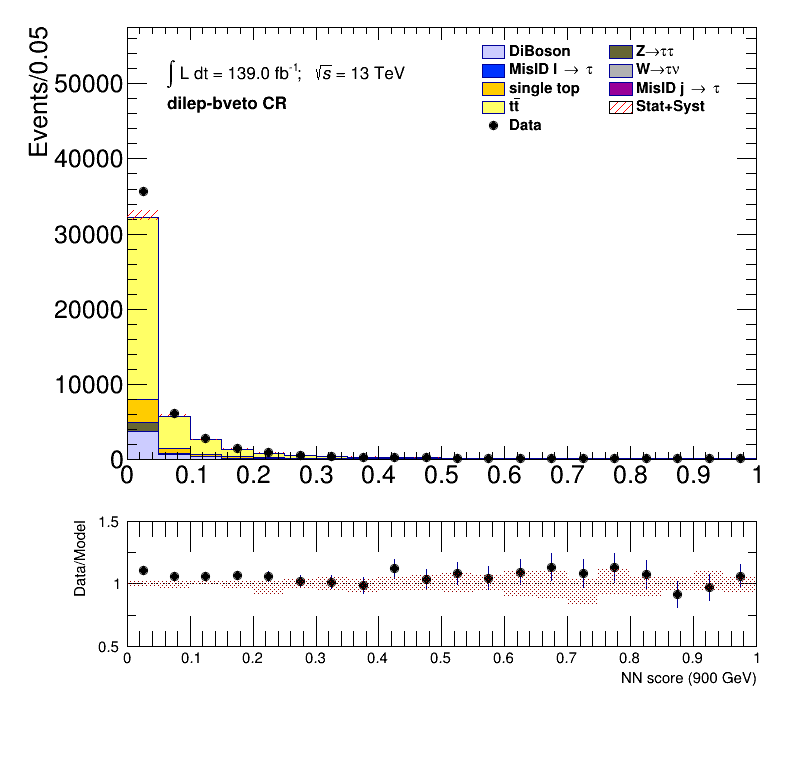 Events/0.05
50000
40000
30000
20000
10000
0
∫ L dt = 139.0 fb⁻¹; √s = 13 TeV
dilep-bveto CR
DiBoson
MisID l → τ
single top
tt̄
Data
Z→ττ
W→τν
MisID j → τ
Stat+Syst
0 0.1 0.2 0.3 0.4 0.5 0.6 0.7 0.8 0.9 1
Data/Model
1.5
1
0.5
0 0.1 0.2 0.3 0.4 0.5 0.6 0.7 0.8 0.9 1
NN score (900 GeV)